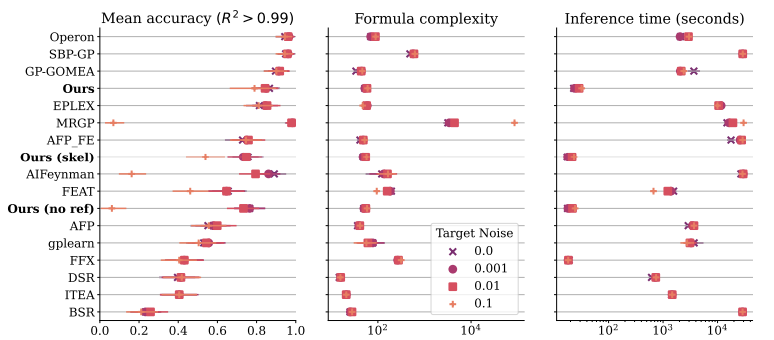 Mean accuracy (R² > 0.99)
Formula complexity
Inference time (seconds)
Operon
SBP-GP
GP-GOMEA
Ours
EPLEX
MRGP
AFP_FE
Ours (skel)
AIFeynman
FEAT
Ours (no ref)
AFP
gplearn
FFX
DSR
ITEA
BSR
Target Noise
0.0
0.001
0.01
0.1
0.0 0.2 0.4 0.6 0.8 1.0
10² 10⁴
10² 10³ 10⁴